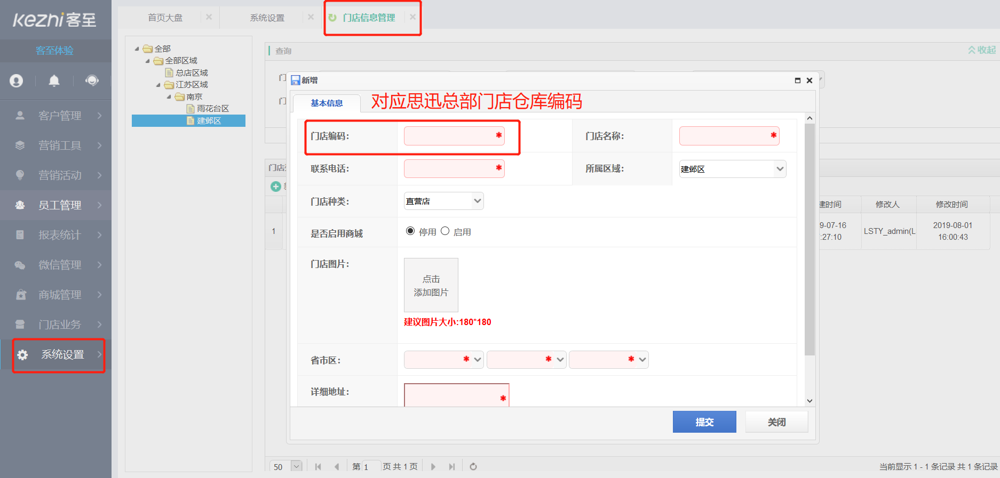 kezhi客至
客至体验
客户管理
营销工具
营销活动
员工管理
报表统计
微信管理
商城管理
门店业务
系统设置
首页大盘
系统设置
门店信息管理
全部
全部区域
总店区域
江苏区域
南京
雨花台区
建邺区
查询
收起
新增
基本信息
对应思迅总部门店仓库编码
门店编码：
*
门店名称：
*
联系电话：
*
所属区域：
建邺区
门店种类：
直营店
是否启用商城
停用
启用
门店图片：
点击
添加图片
建议图片大小:180*180
省市区：
*
*
*
详细地址：
*
提交
关闭
门店
建时间
修改人
修改时间
1
9-07-16
:27:10
LSTY_admin(L
2019-08-01
16:00:43
50
第 1 页 共 1 页
当前显示 1 - 1 条记录 共 1 条记录